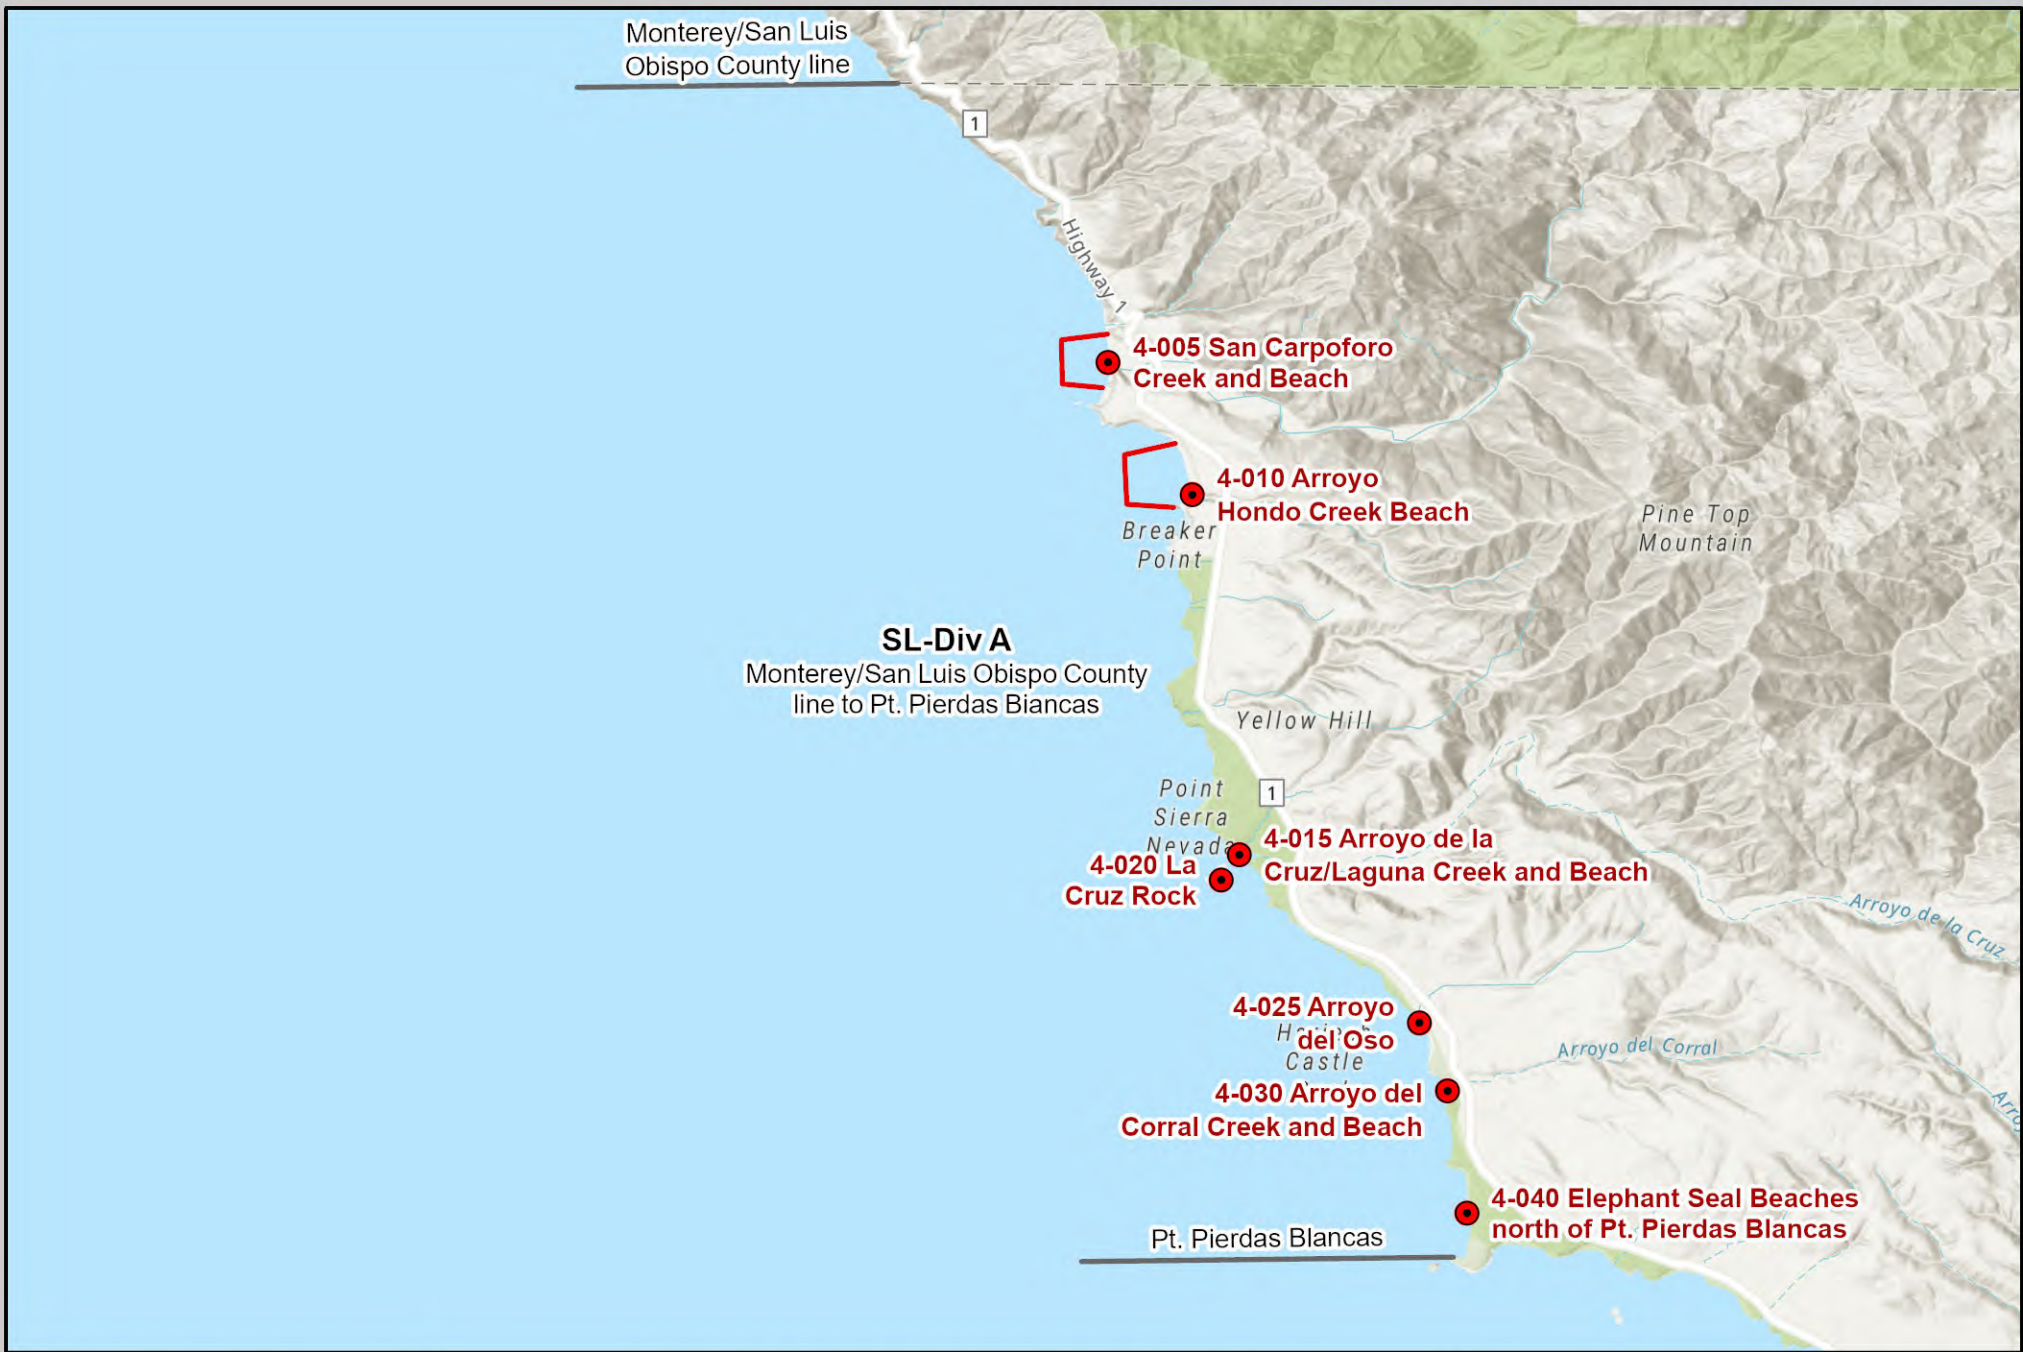 Monterey/San Luis
Obispo County line
1
Highway 1
4-005 San Carpoforo
Creek and Beach
4-010 Arroyo
Hondo Creek Beach
Breaker
Point
Pine Top
Mountain
SL-Div A
Monterey/San Luis Obispo County
line to Pt. Pierdas Biancas
Yellow Hill
Point
Sierra
Nevada
1
4-015 Arroyo de la
Cruz/Laguna Creek and Beach
4-020 La
Cruz Rock
Arroyo de la Cruz
4-025 Arroyo
del Oso
Castle
Arroyo del Corral
4-030 Arroyo del
Corral Creek and Beach
4-040 Elephant Seal Beaches
north of Pt. Pierdas Blancas
Pt. Pierdas Blancas